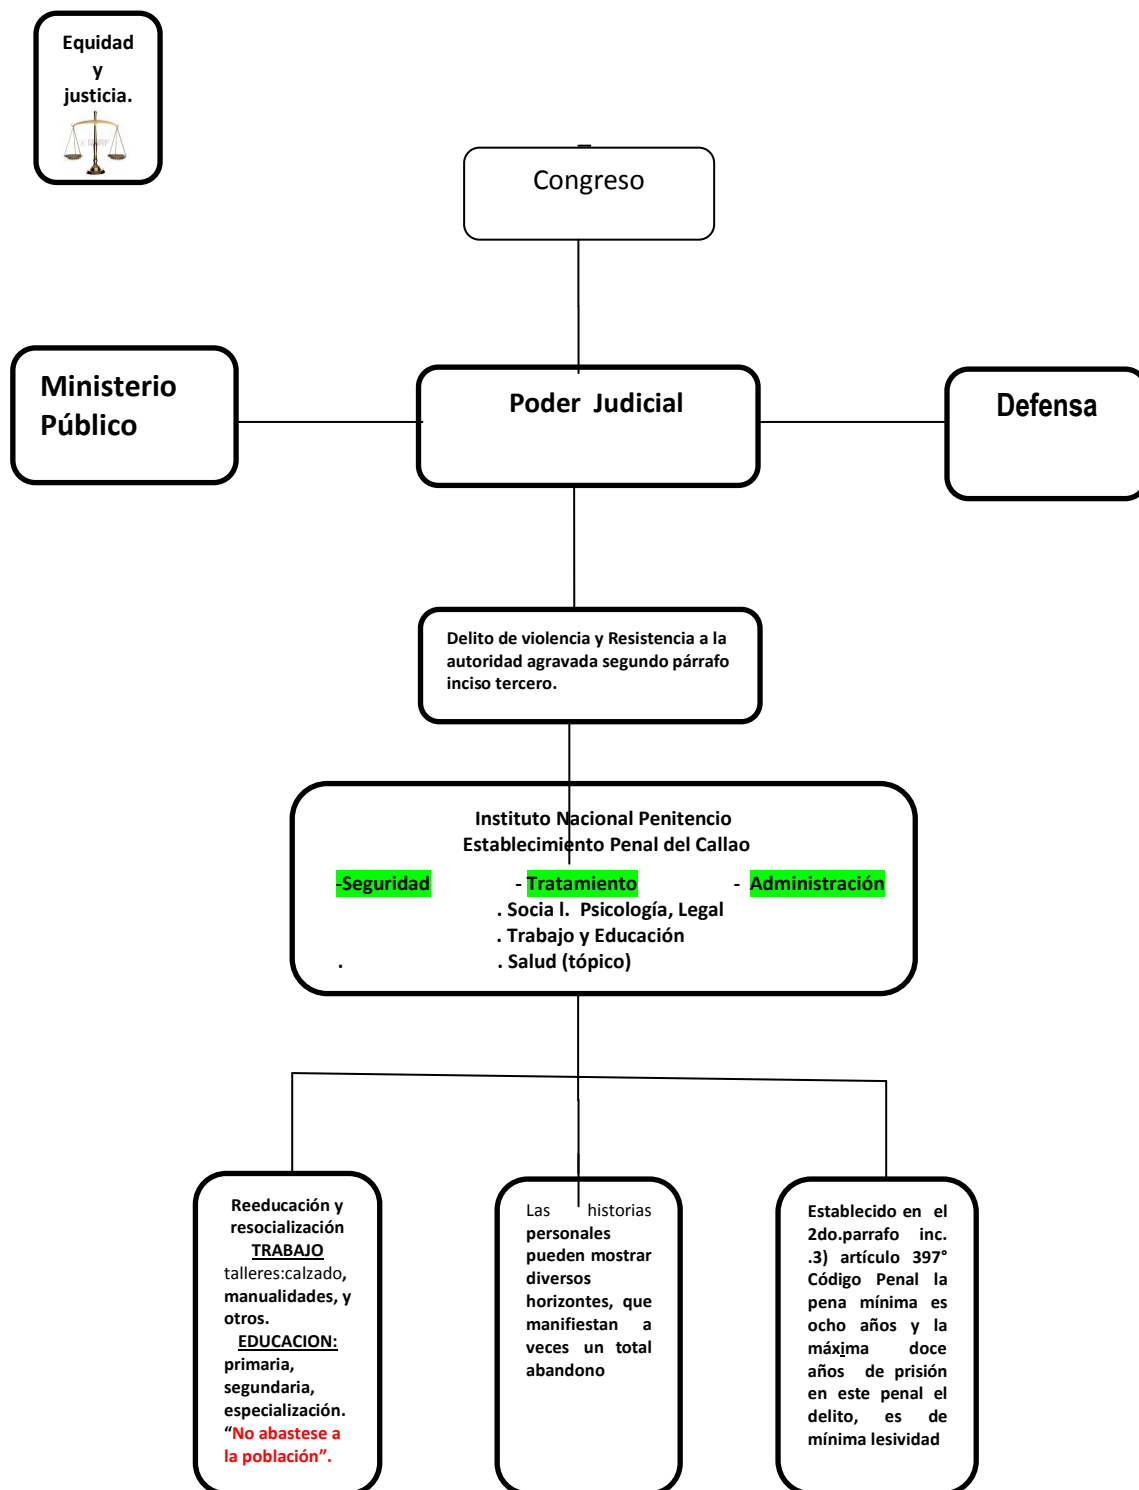 Equidad
y
justicia.
Congreso
Ministerio
Público
Poder Judicial
Defensa
Delito de violencia y Resistencia a la
autoridad agravada segundo párrafo
inciso tercero.
Instituto Nacional Penitencio
Establecimiento Penal del Callao
-Seguridad - Tratamiento - Administración
. Socia l. Psicología, Legal
. Trabajo y Educación
. . Salud (tópico)
Reeducación y
resocialización
TRABAJO
talleres:calzado,
manualidades, y
otros.
EDUCACION:
primaria,
segundaria,
especialización.
“No abastese a
la población”.
Las historias
personales
pueden mostrar
diversos
horizontes, que
manifiestan a
veces un total
abandono
Establecido en el
2do.parrafo inc.
.3) artículo 397°
Código Penal la
pena mínima es
ocho años y la
máxima doce
años de prisión
en este penal el
delito, es de
mínima lesividad